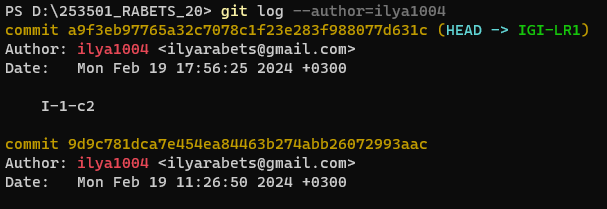 PS D:\253501_RABETS_20> git log --author=ilya1004
commit a9f3eb97765a32c7078c1f23e283f988077d631c (HEAD -> IGI-LR1)
Author: ilya1004 <ilyarabets@gmail.com>
Date:   Mon Feb 19 17:56:25 2024 +0300
I-1-c2
commit 9d9c781dca7e454ea84463b274abb26072993aac
Author: ilya1004 <ilyarabets@gmail.com>
Date:   Mon Feb 19 11:26:50 2024 +0300